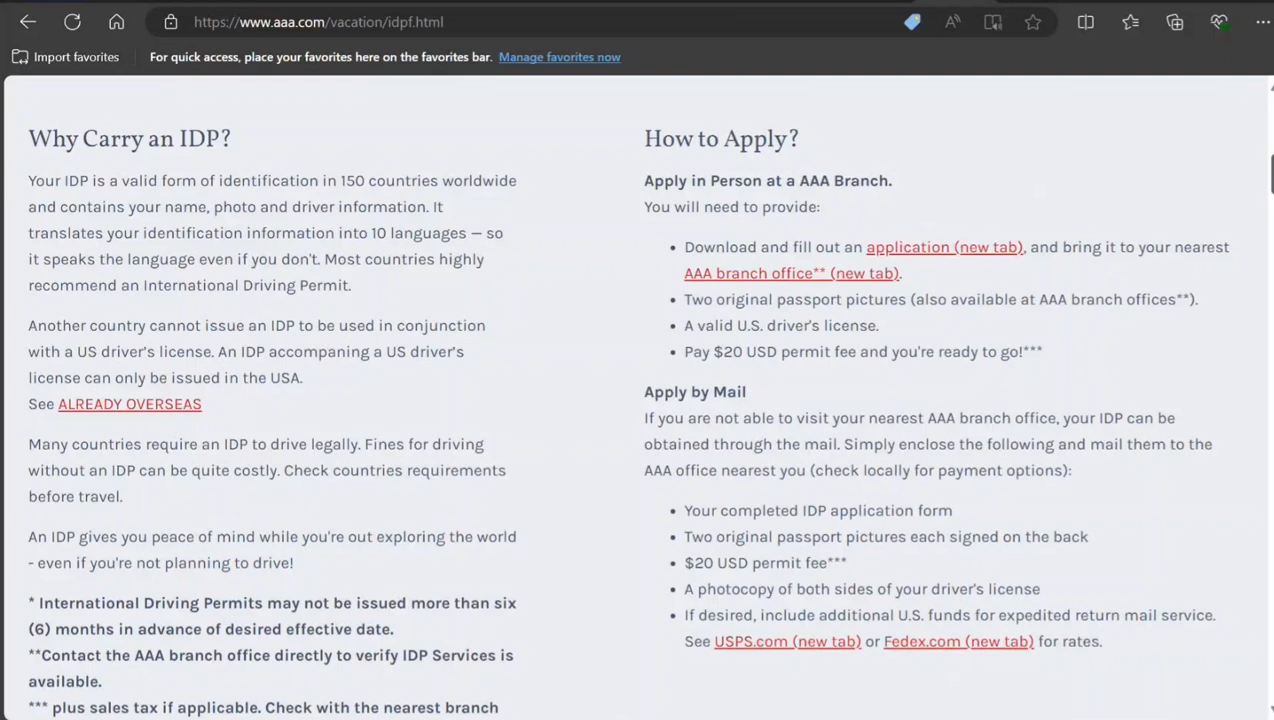 https://www.aaa.com/vacation/idpf.html
Import favorites
For quick access, place your favorites here on the favorites bar. Manage favorites now
Why Carry an IDP?
Your IDP is a valid form of identification in 150 countries worldwide
and contains your name, photo and driver information. It
translates your identification information into 10 languages — so
it speaks the language even if you don't. Most countries highly
recommend an International Driving Permit.
Another country cannot issue an IDP to be used in conjunction
with a US driver's license. An IDP accompaning a US driver's
license can only be issued in the USA.
See ALREADY OVERSEAS
Many countries require an IDP to drive legally. Fines for driving
without an IDP can be quite costly. Check countries requirements
before travel.
An IDP gives you peace of mind while you're out exploring the world
- even if you're not planning to drive!
* International Driving Permits may not be issued more than six
(6) months in advance of desired effective date.
**Contact the AAA branch office directly to verify IDP Services is
available.
*** plus sales tax if applicable. Check with the nearest branch
How to Apply?
Apply in Person at a AAA Branch.
You will need to provide:
• Download and fill out an application (new tab), and bring it to your nearest
AAA branch office** (new tab).
• Two original passport pictures (also available at AAA branch offices**).
• A valid U.S. driver's license.
• Pay $20 USD permit fee and you're ready to go!***
Apply by Mail
If you are not able to visit your nearest AAA branch office, your IDP can be
obtained through the mail. Simply enclose the following and mail them to the
AAA office nearest you (check locally for payment options):
• Your completed IDP application form
• Two original passport pictures each signed on the back
• $20 USD permit fee***
• A photocopy of both sides of your driver's license
• If desired, include additional U.S. funds for expedited return mail service.
See USPS.com (new tab) or Fedex.com (new tab) for rates.